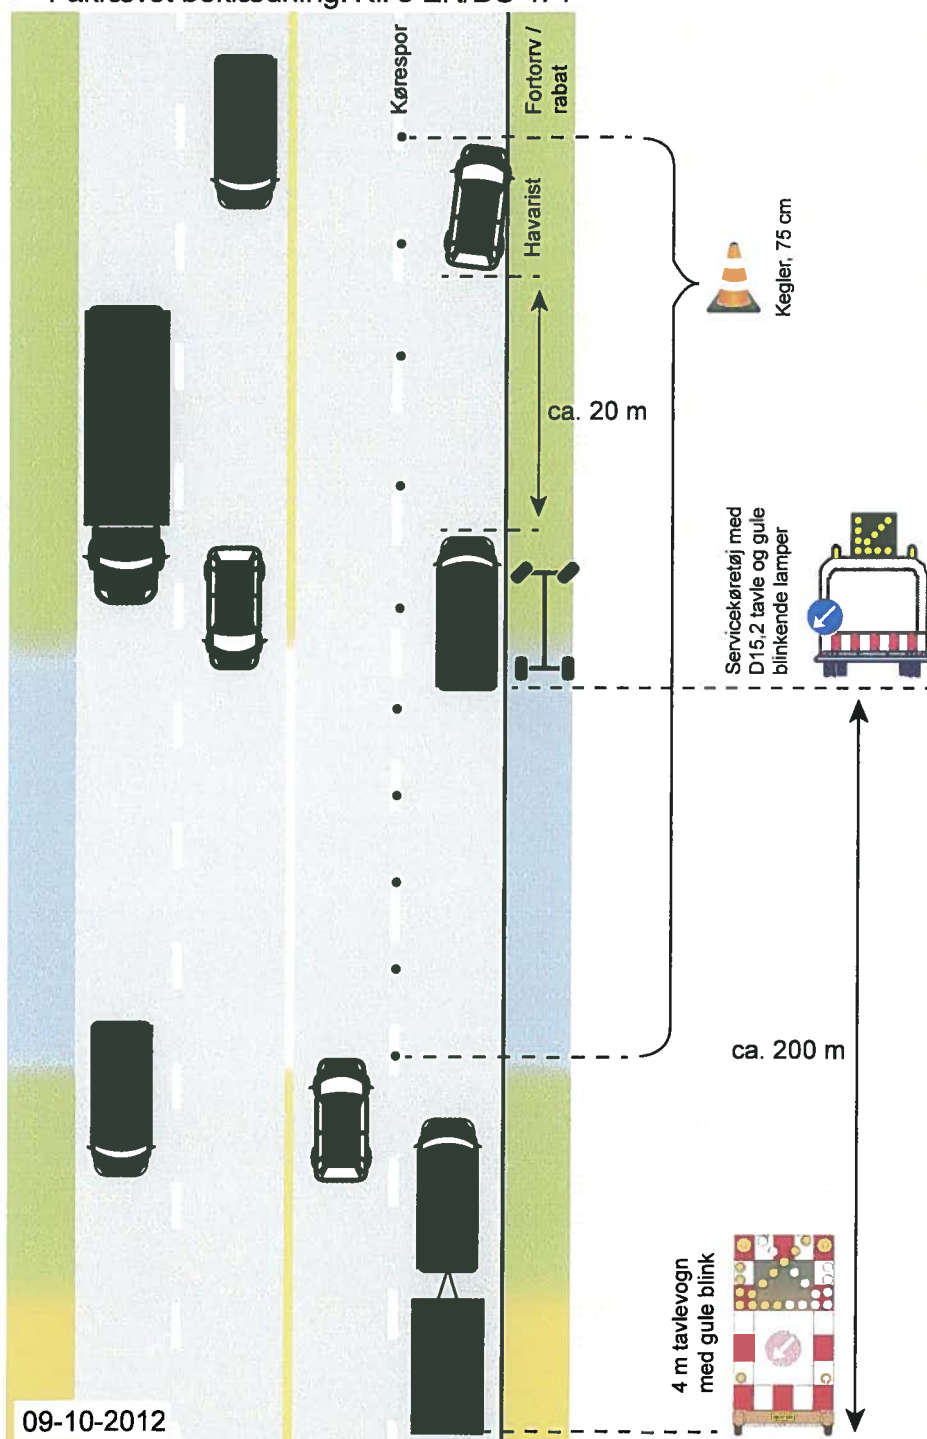 Kørespor
Fortorrv /
rabat
Havarist
Kegler, 75 cm
ca. 20 m
Servicekøretøj med
D15,2 tavle og gule
blinkende lamper
ca. 200 m
4 m tavlevogn
med gule blink
09-10-2012